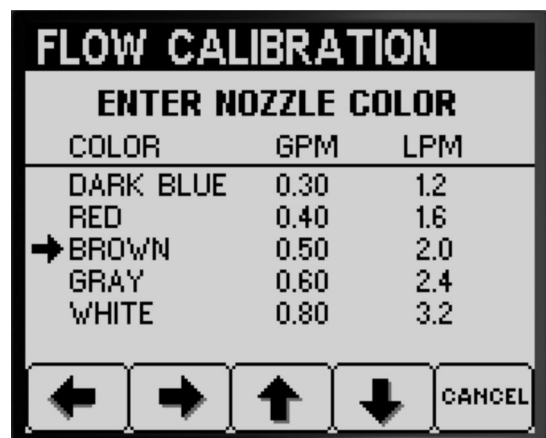 FLOW CALIBRATION
ENTER NOZZLE COLOR
COLOR GPM LPM
DARK BLUE 0.30 1.2
RED 0.40 1.6
BROWN 0.50 2.0
GRAY 0.60 2.4
WHITE 0.80 3.2
CANCEL